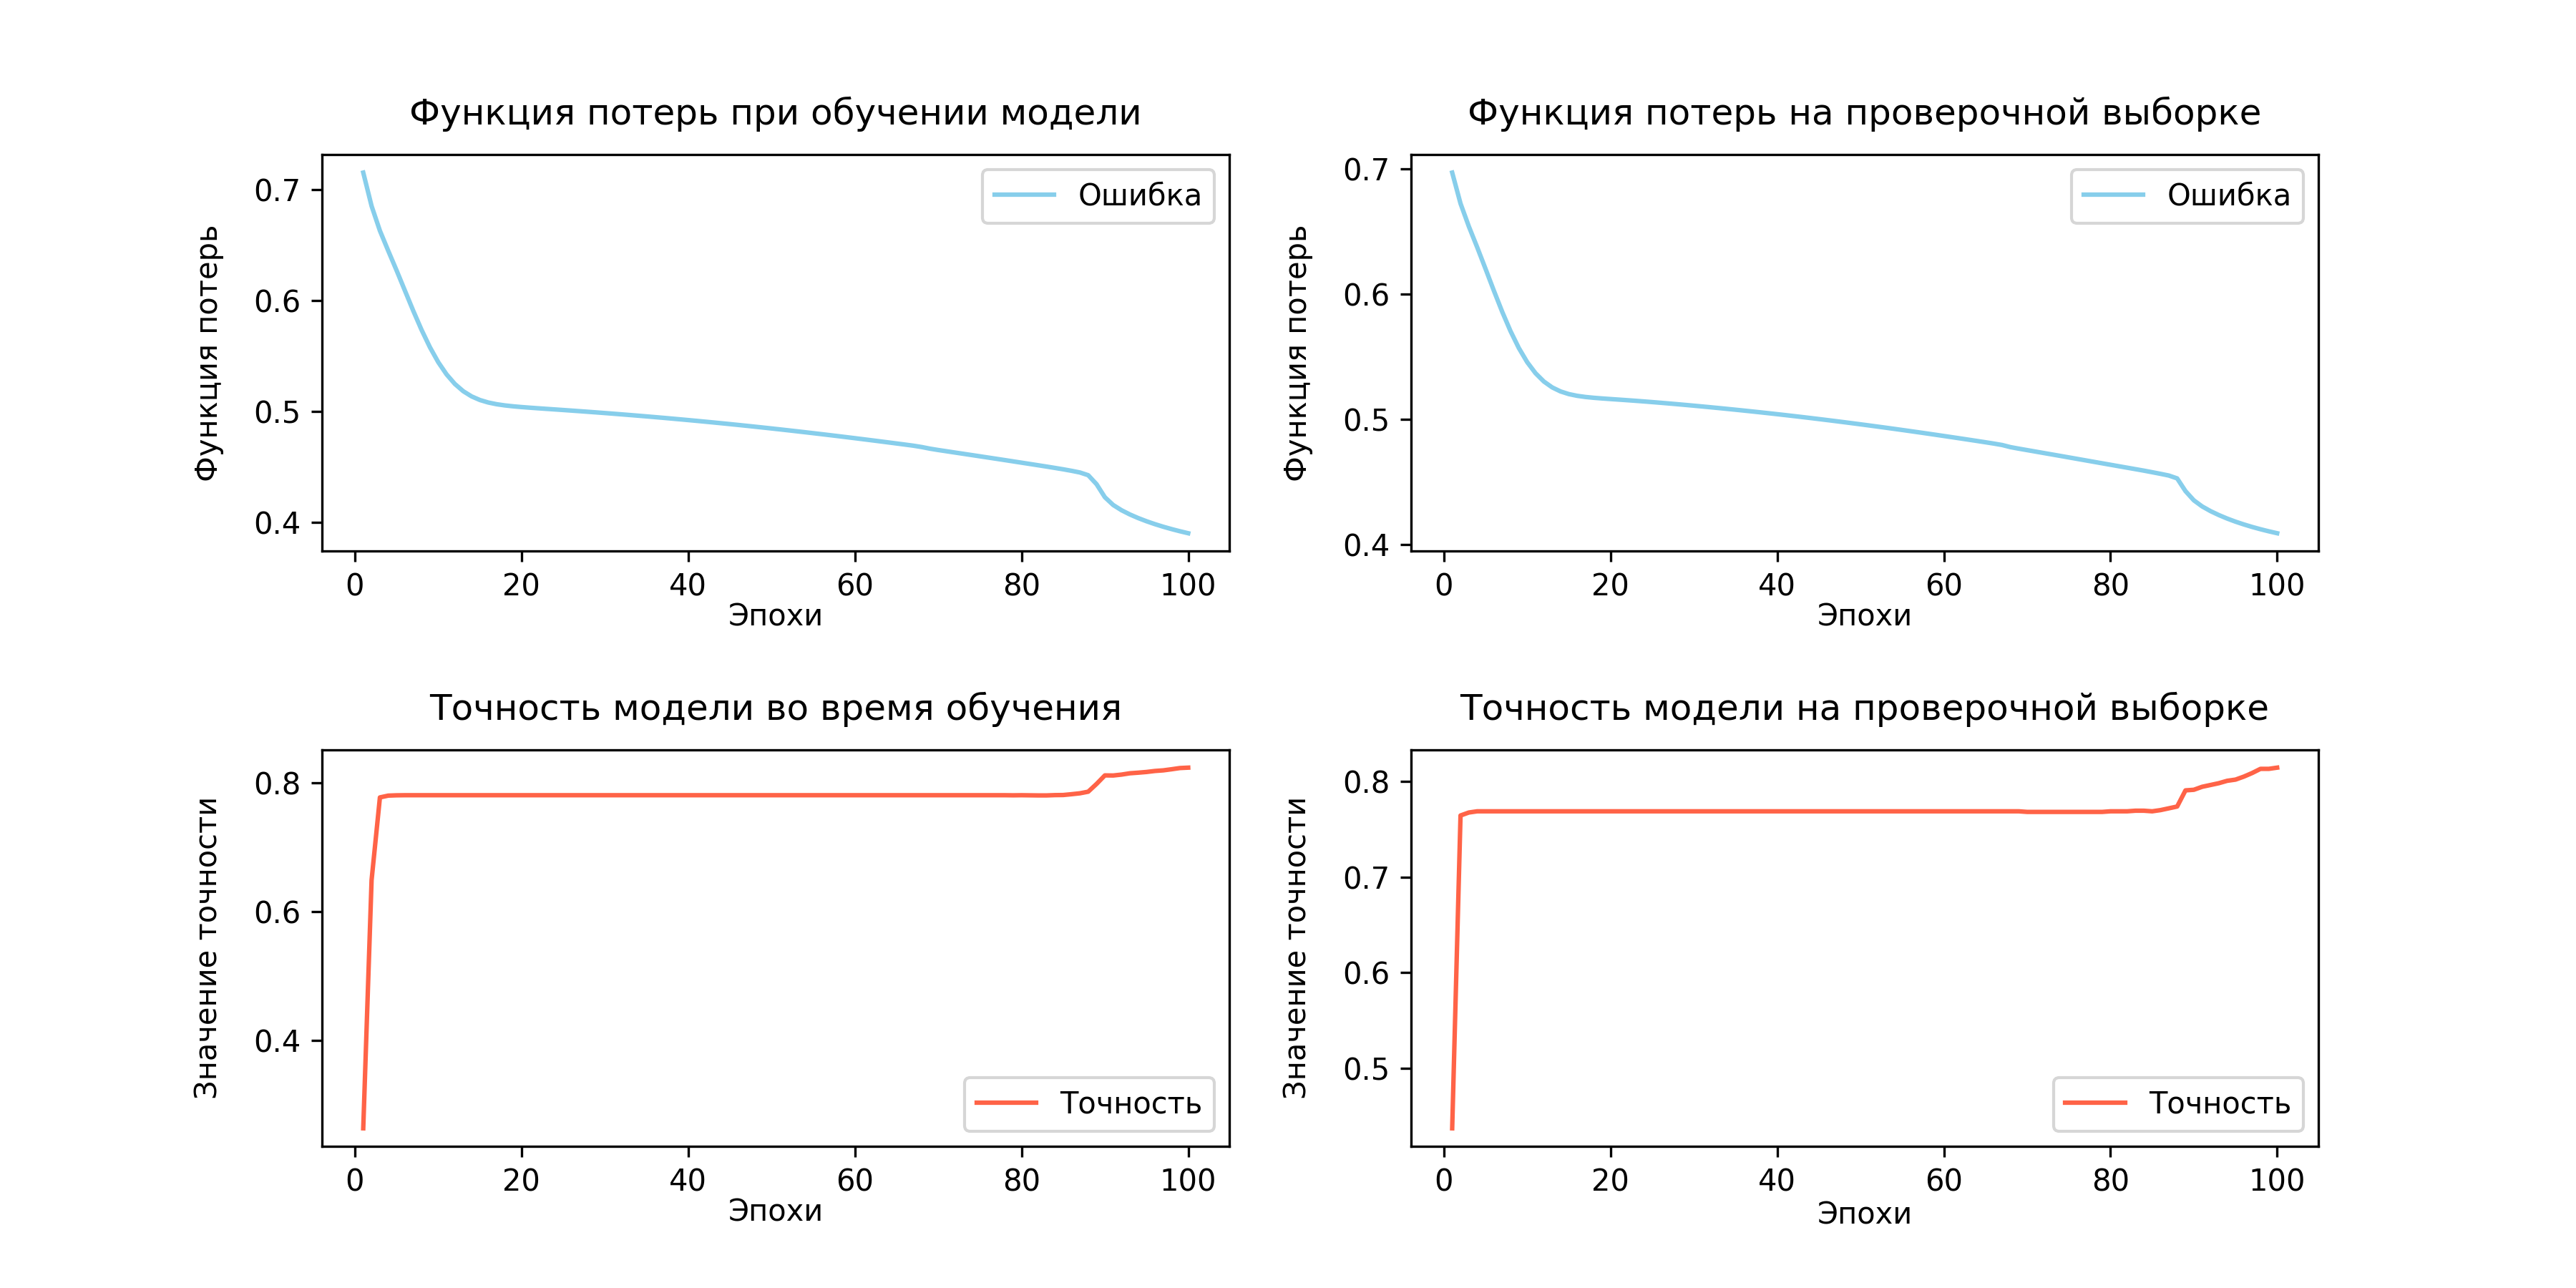 Функция потерь при обучении модели
Функция потерь
0.7
0.6
0.5
0.4
Ошибка
0 20 40 60 80 100
Эпохи
Функция потерь на проверочной выборке
Функция потерь
0.7
0.6
0.5
0.4
Ошибка
0 20 40 60 80 100
Эпохи
Точность модели во время обучения
Значение точности
0.8
0.6
0.4
Точность
0 20 40 60 80 100
Эпохи
Точность модели на проверочной выборке
Значение точности
0.8
0.7
0.6
0.5
Точность
0 20 40 60 80 100
Эпохи